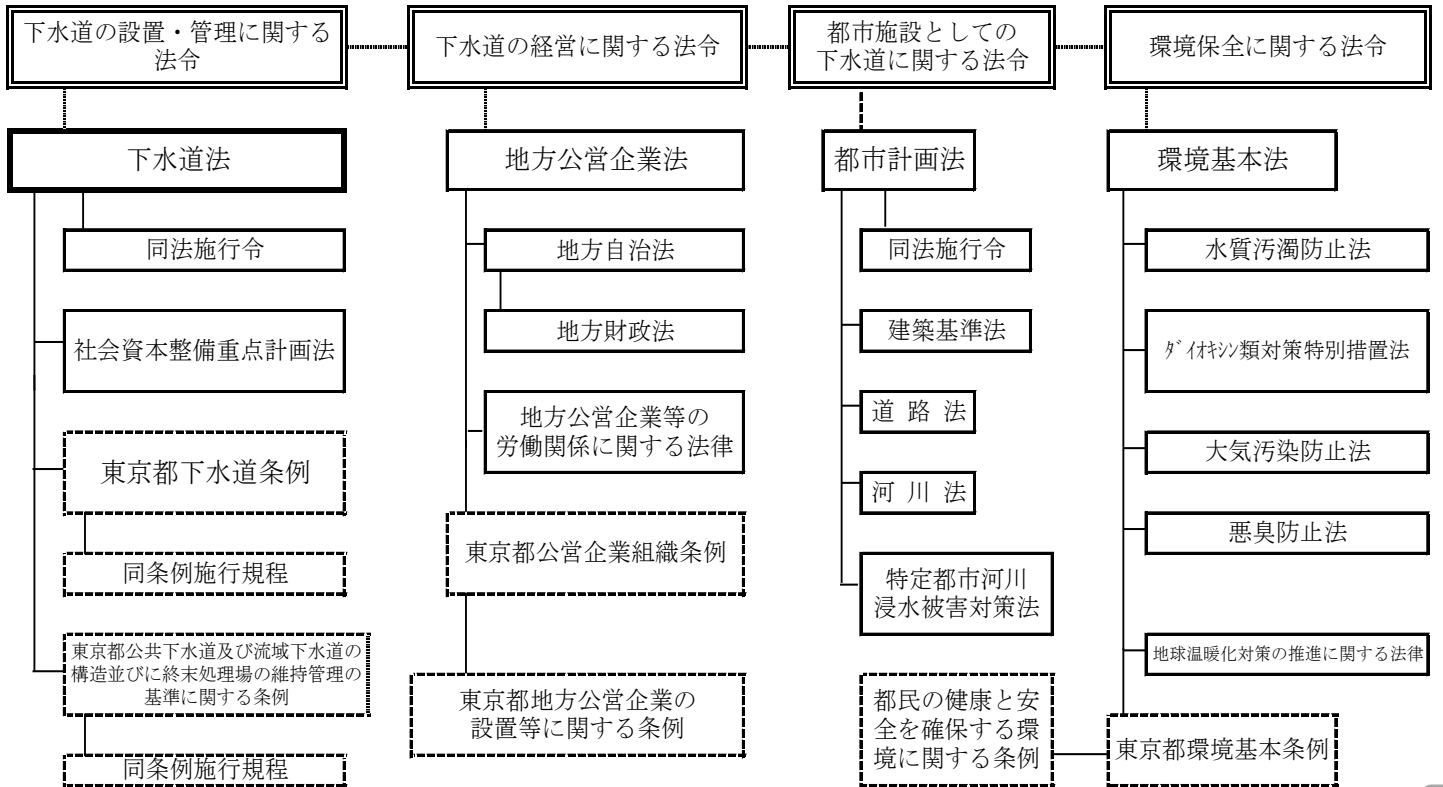 下水道の設置・管理に関する
法令
下水道の経営に関する法令
都市施設としての
下水道に関する法令
環境保全に関する法令
下水道法
同法施行令
社会資本整備重点計画法
東京都下水道条例
同条例施行規程
東京都公共下水道及び流域下水道の
構造並びに終末処理場の維持管理の
基準に関する条例
同条例施行規程
地方公営企業法
地方自治法
地方財政法
地方公営企業等の
労働関係に関する法律
東京都公営企業組織条例
東京都地方公営企業の
設置等に関する条例
都市計画法
同法施行令
建築基準法
道 路 法
河 川 法
特定都市河川
浸水被害対策法
環境基本法
水質汚濁防止法
ダイオキシン類対策特別措置法
大気汚染防止法
悪臭防止法
地球温暖化対策の推進に関する法律
都民の健康と安
全を確保する環
境に関する条例
東京都環境基本条例